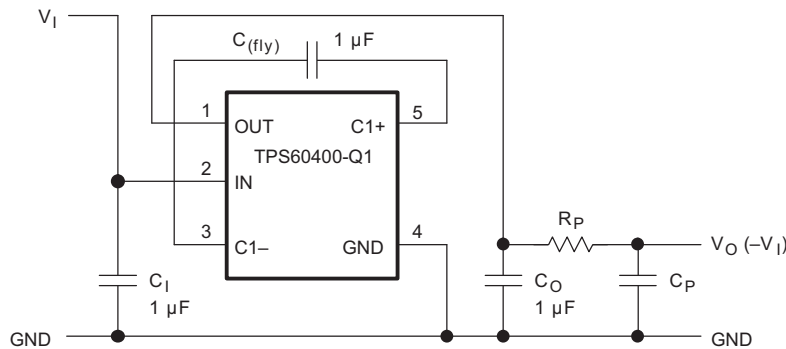 V_I
C_(fly) 1 µF
1 5
OUT C1+
TPS60400-Q1
2
IN
3 4
C1– GND
R_P
V_O (–V_I)
C_I
1 µF
C_O
1 µF
C_P
GND GND